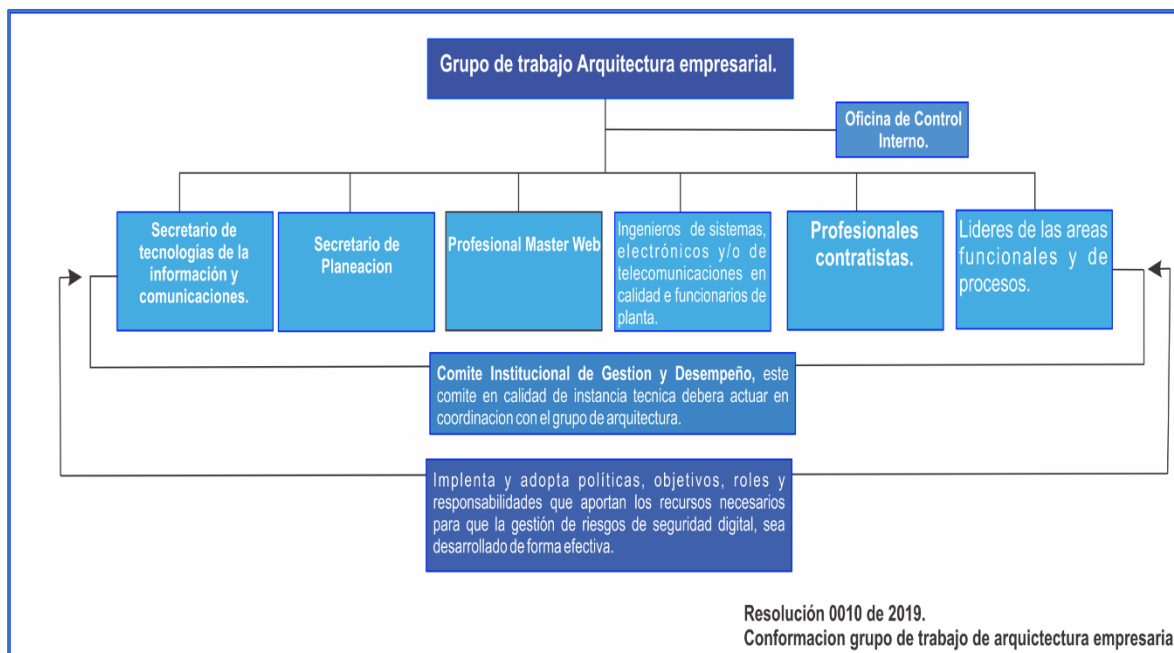 Grupo de trabajo Arquitectura empresarial.
Oficina de Control
Interno.
Secretario de
tecnologías de la
información y
comunicaciones.
Secretario de
Planeacion
Profesional Master Web
Ingenieros de sistemas,
electrónicos y/o de
telecomunicaciones en
calidad e funcionarios de
planta.
Profesionales
contratistas.
Lideres de las areas
funcionales y de
procesos.
Comite Institucional de Gestion y Desempeño, este
comite en calidad de instancia tecnica debera actuar en
coordinacion con el grupo de arquitectura.
Implenta y adopta políticas, objetivos, roles y
responsabilidades que aportan los recursos necesarios
para que la gestión de riesgos de seguridad digital, sea
desarrollado de forma efectiva.
Resolución 0010 de 2019.
Conformacion grupo de trabajo de arquictectura empresaria